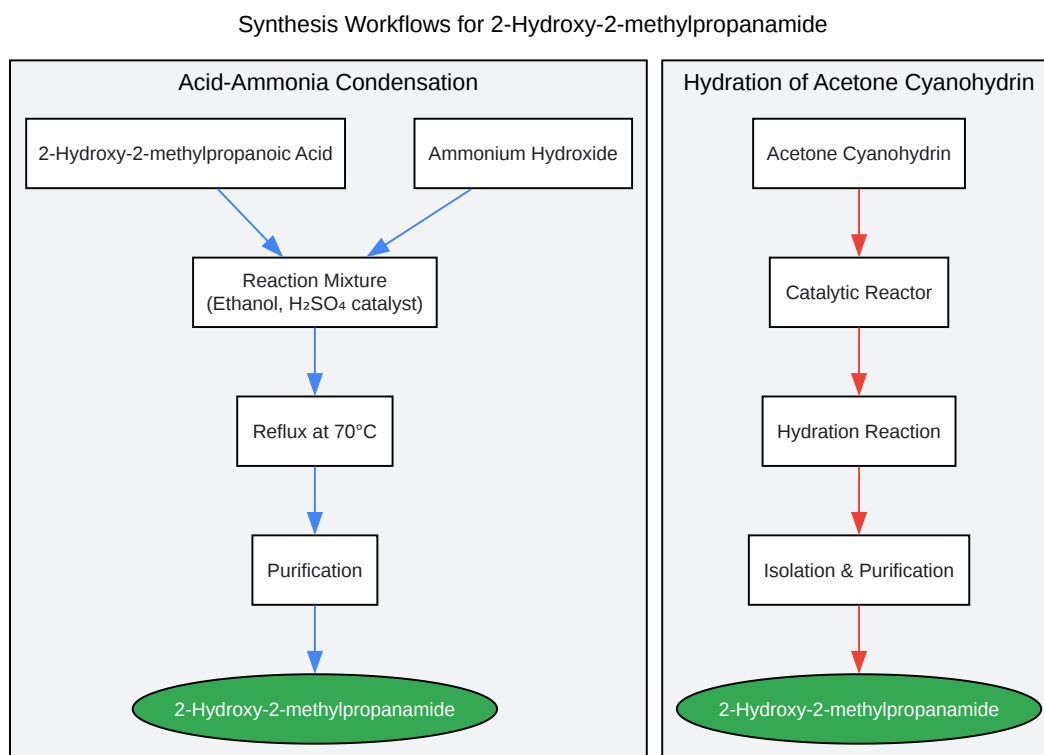 Synthesis Workflows for 2-Hydroxy-2-methylpropanamide
Acid-Ammonia Condensation
2-Hydroxy-2-methylpropanoic Acid
Ammonium Hydroxide
Reaction Mixture
(Ethanol, H₂SO₄ catalyst)
Reflux at 70°C
Purification
2-Hydroxy-2-methylpropanamide
Hydration of Acetone Cyanohydrin
Acetone Cyanohydrin
Catalytic Reactor
Hydration Reaction
Isolation & Purification
2-Hydroxy-2-methylpropanamide